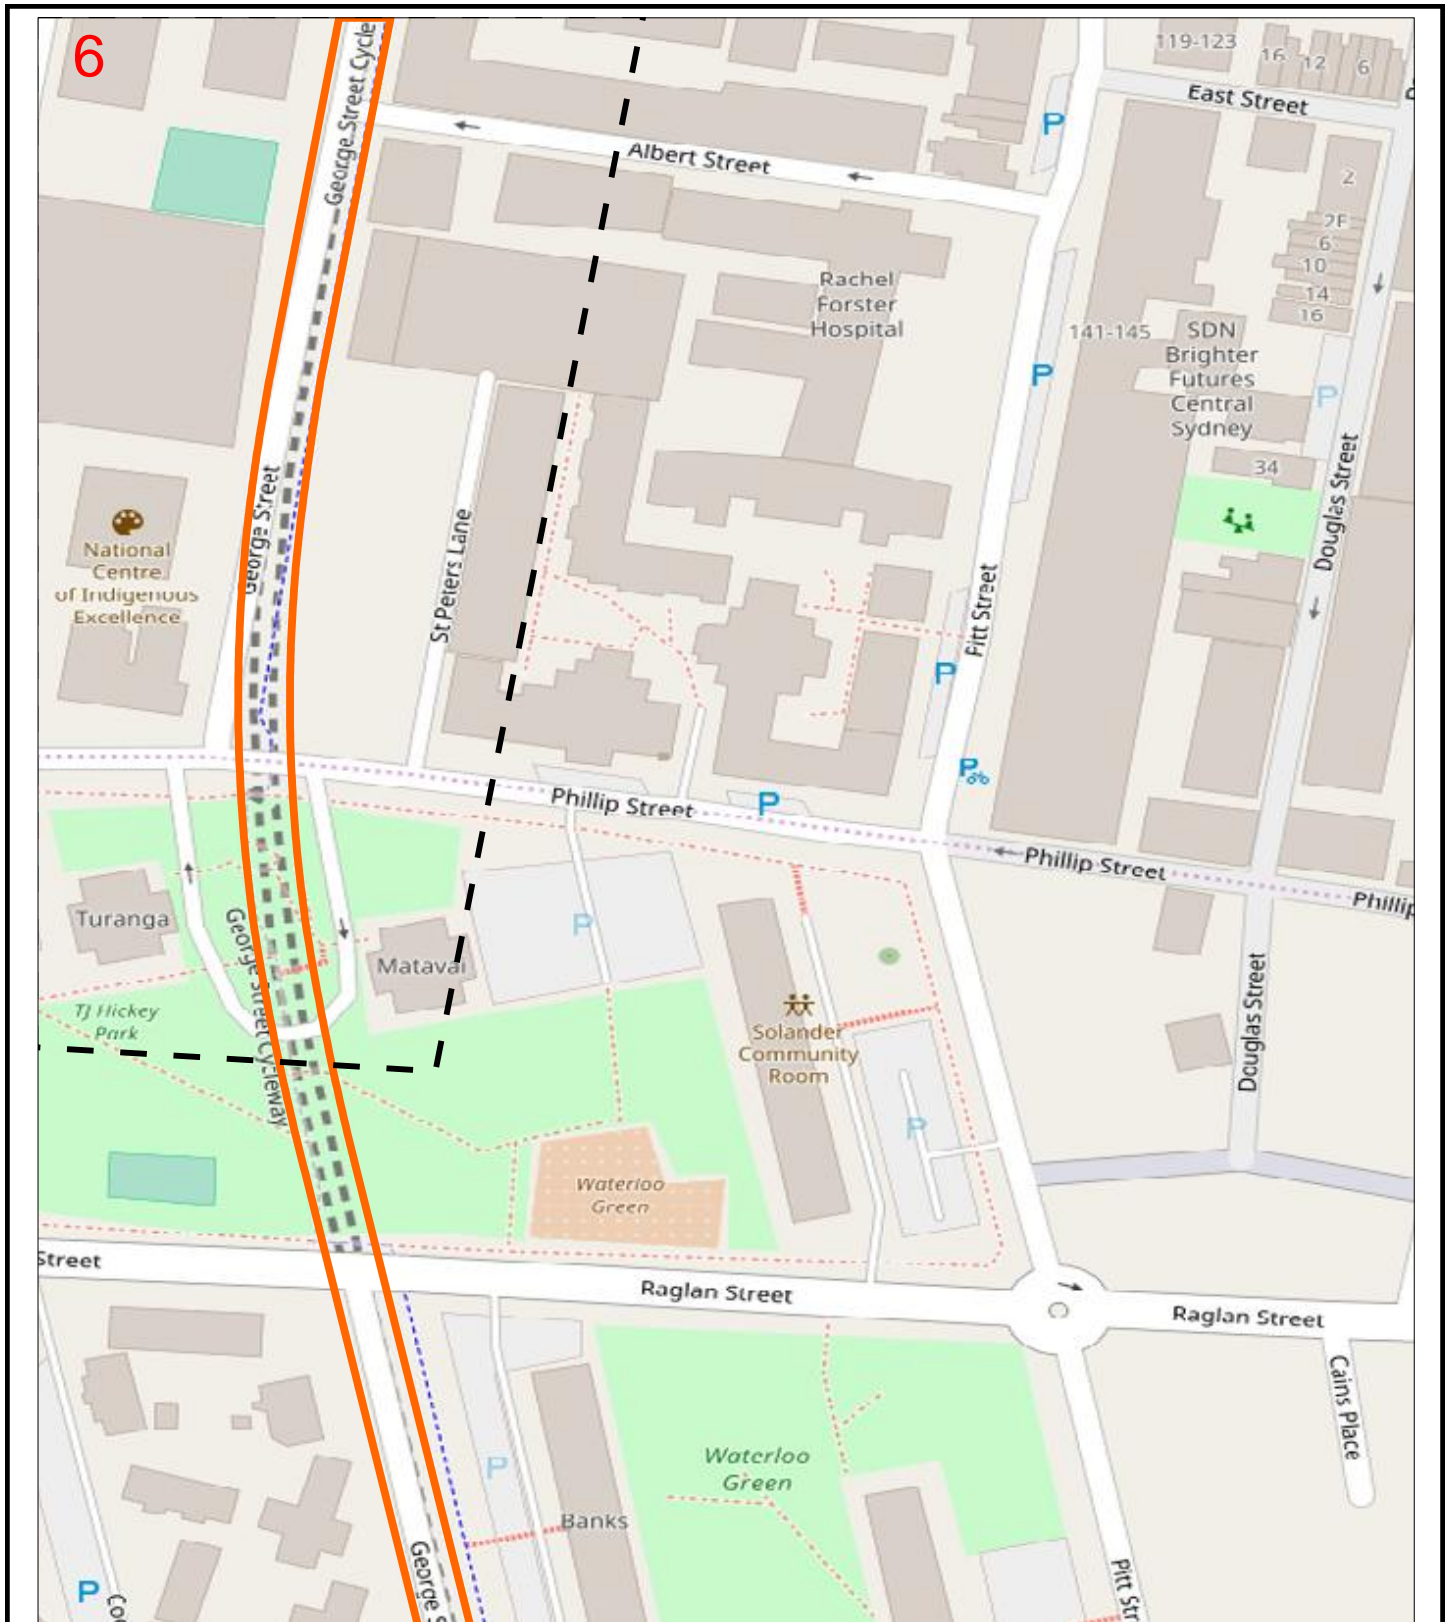 6
George Street Cycle
119-123
16
12
6
East Street
P
Albert Street
2
2F
6
10
14
16
Rachel
Forster
Hospital
141-145
SDN
Brighter
Futures
Central
Sydney
P
P
34
George Street
Douglas Street
National
Centre
of Indigenous
Excellence
St Peters Lane
Pitt Street
P
P
Phillip Street
P
Phillip Street
Phillip
Turanga
George Street Cycleway
P
Matavai
TJ Hickey
Park
Solander
Community
Room
Douglas Street
P
Waterloo
Green
Street
Raglan Street
Raglan Street
Cains Place
Waterloo
Green
P
Banks
George S
Pitt Str
P
Coo